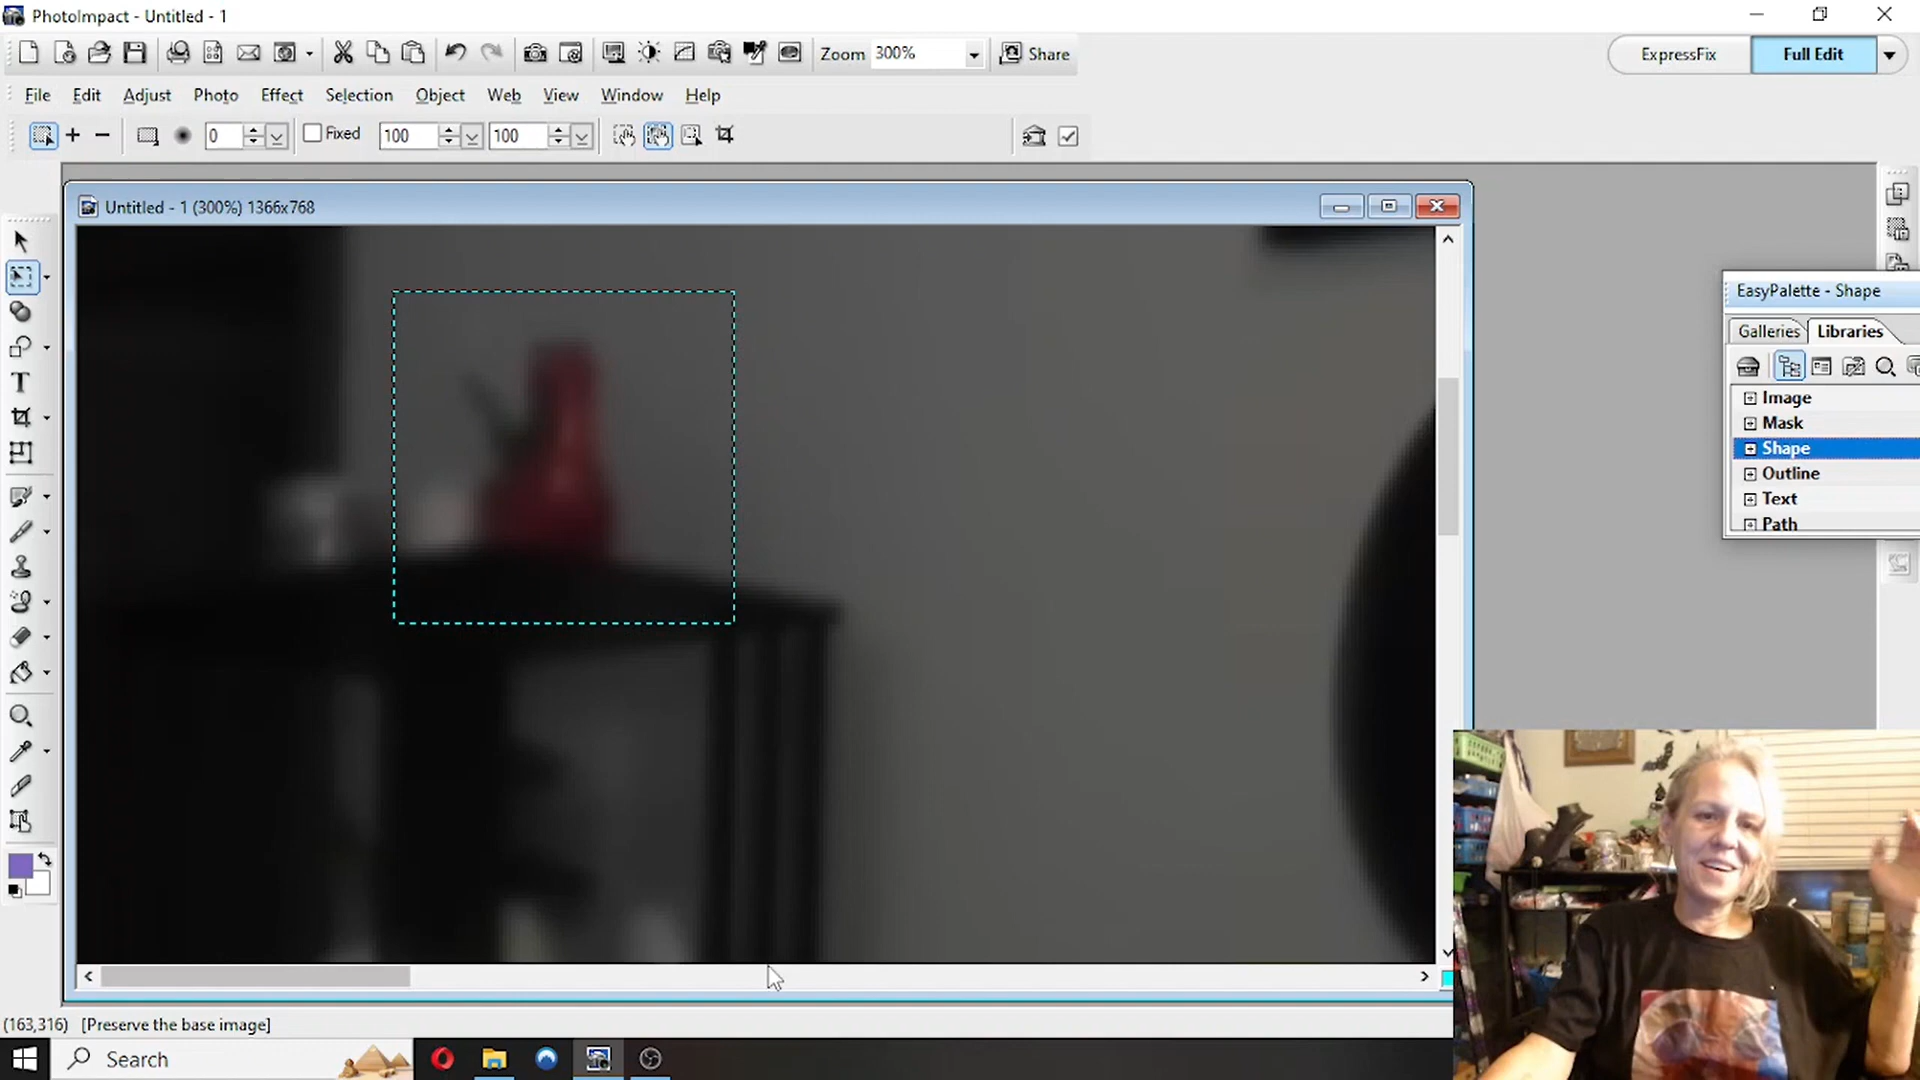 PhotoImpact - Untitled - 1
Zoom 300% Share
ExpressFix Full Edit
File Edit Adjust Photo Effect Selection Object Web View Window Help
0 Fixed 100 100
Untitled - 1 (300%) 1366x768
T
EasyPalette - Shape
Galleries Libraries
Image
Mask
Shape
Outline
Text
Path
(163,316) [Preserve the base image]
Search